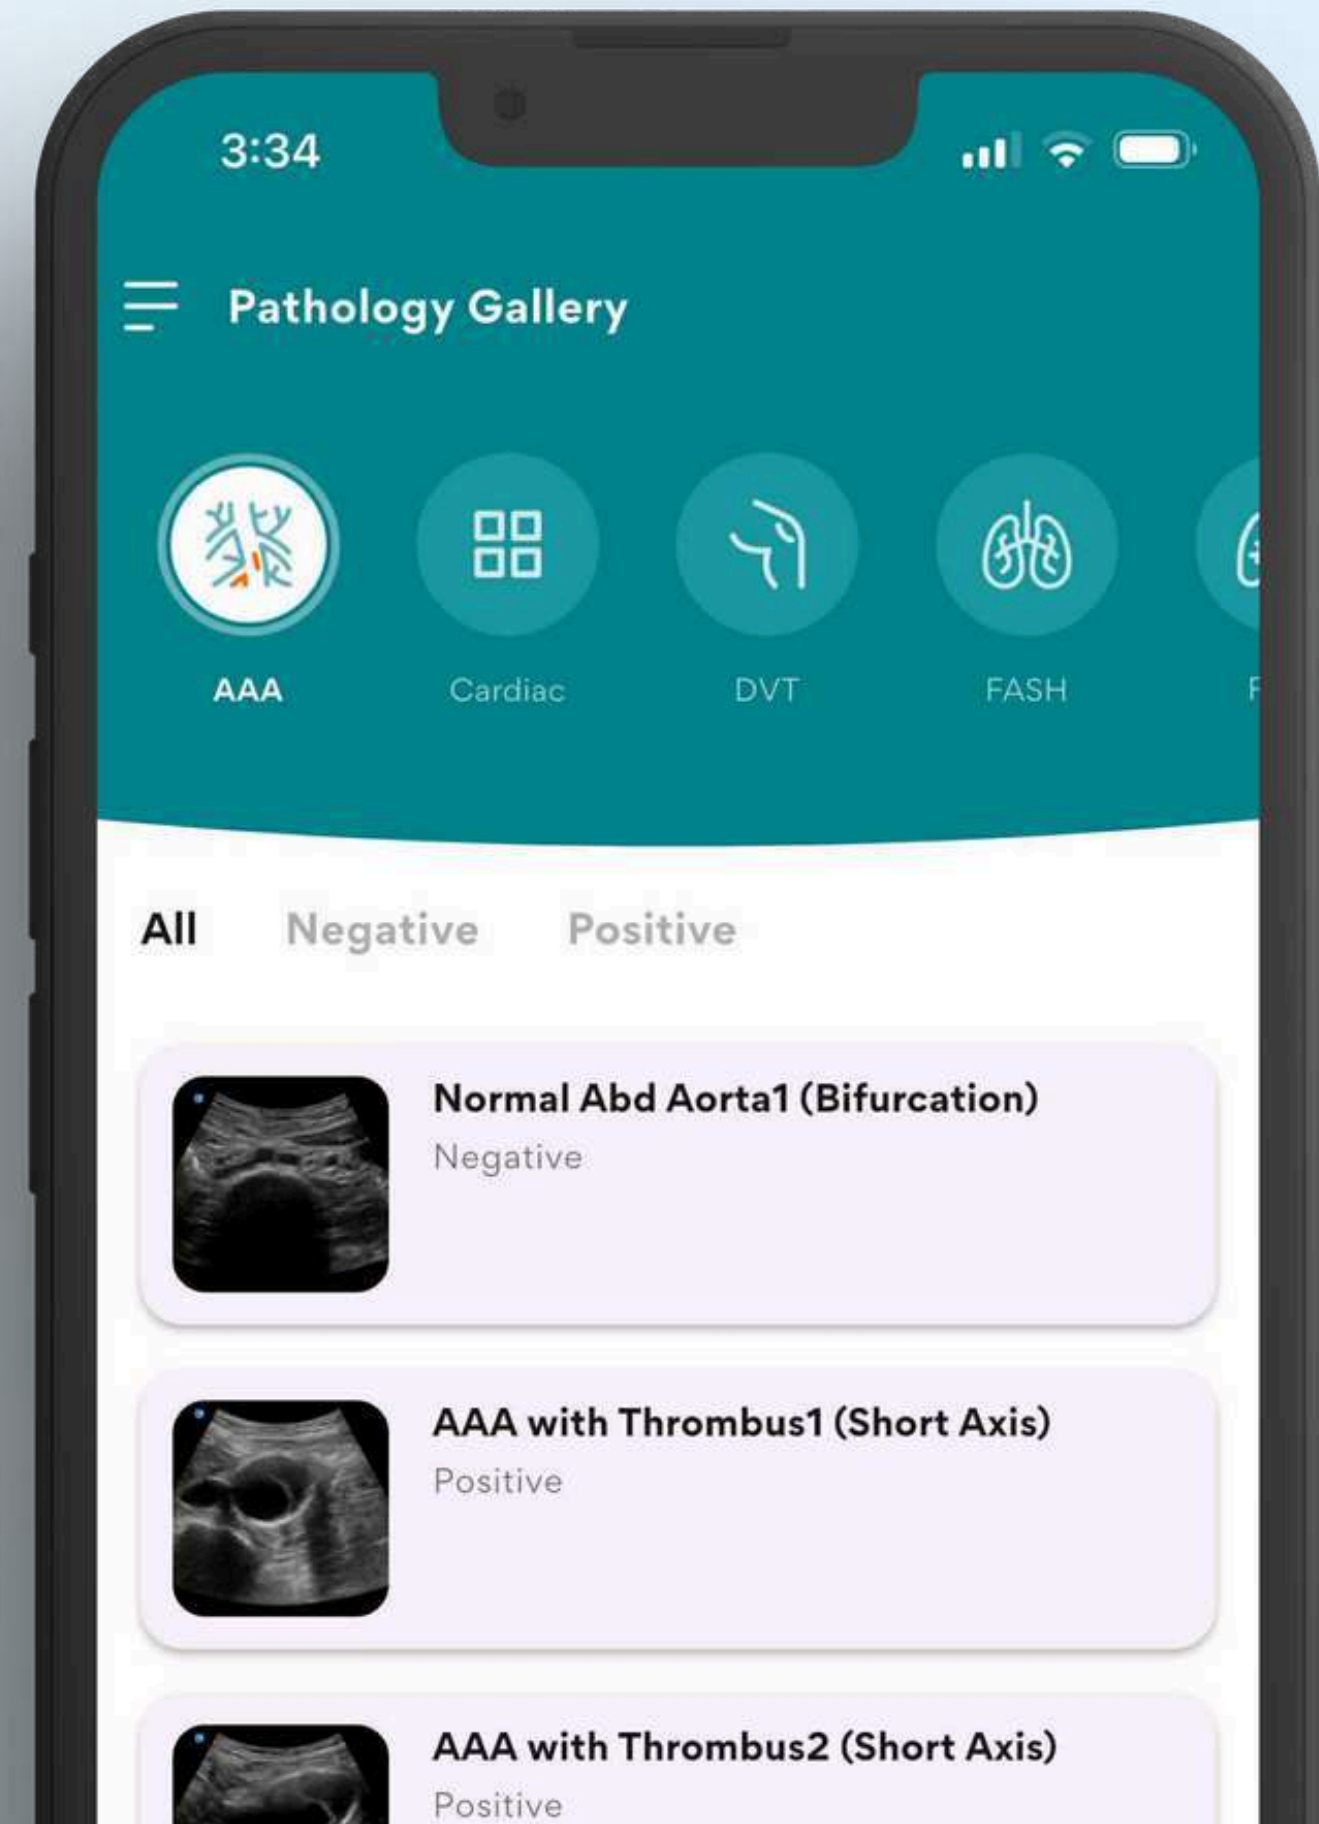 3:34
Pathology Gallery
AAA Cardiac DVT FASH
All Negative Positive
Normal Abd Aorta1 (Bifurcation)
Negative
AAA with Thrombus1 (Short Axis)
Positive
AAA with Thrombus2 (Short Axis)
Positive